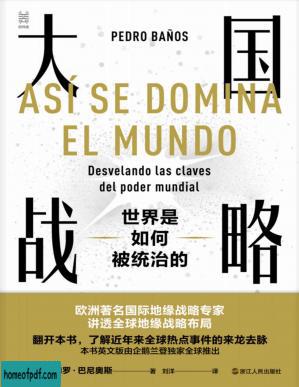 PEDRO BAÑOS
大国
ASÍ SE DOMINA
EL MUNDO
Desvelando las claves
del poder mundial
战略
世界是
如何
被统治的
欧洲著名国际地缘战略专家
讲透全球地缘战略布局
翻开本书，了解近年来全球热点事件的来龙去脉
本书英文版由企鹅兰登独家全球推出
罗·巴尼奥斯
刘洋
浙江人民出版社
homeofpdf.com